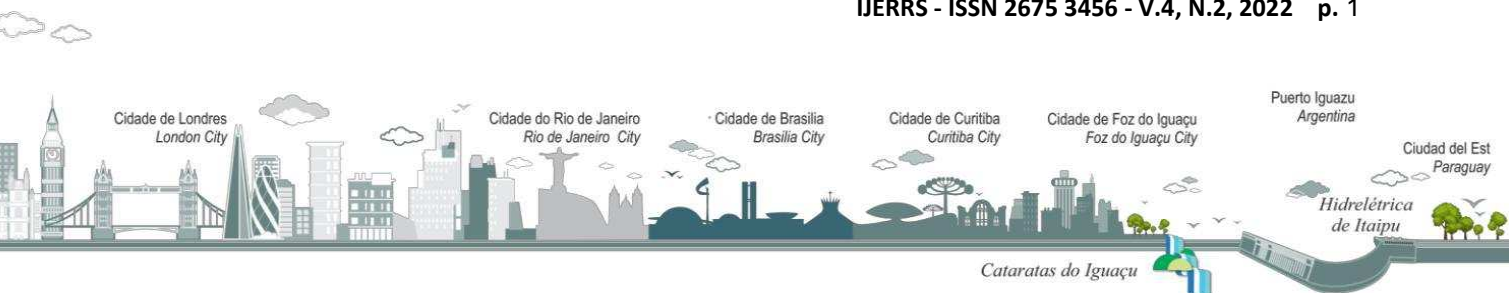 IJERRS - ISSN 2675 3456 - V.4, N.2, 2022 p. 1
Cidade de Londres
London City
Cidade do Rio de Janeiro
Rio de Janeiro City
Cidade de Brasilia
Brasilia City
Cidade de Curitiba
Curitiba City
Cidade de Foz do Iguaçu
Foz do Iguaçu City
Puerto Iguazu
Argentina
Ciudad del Est
Paraguay
Hidrelétrica
de Itaipu
Cataratas do Iguaçu